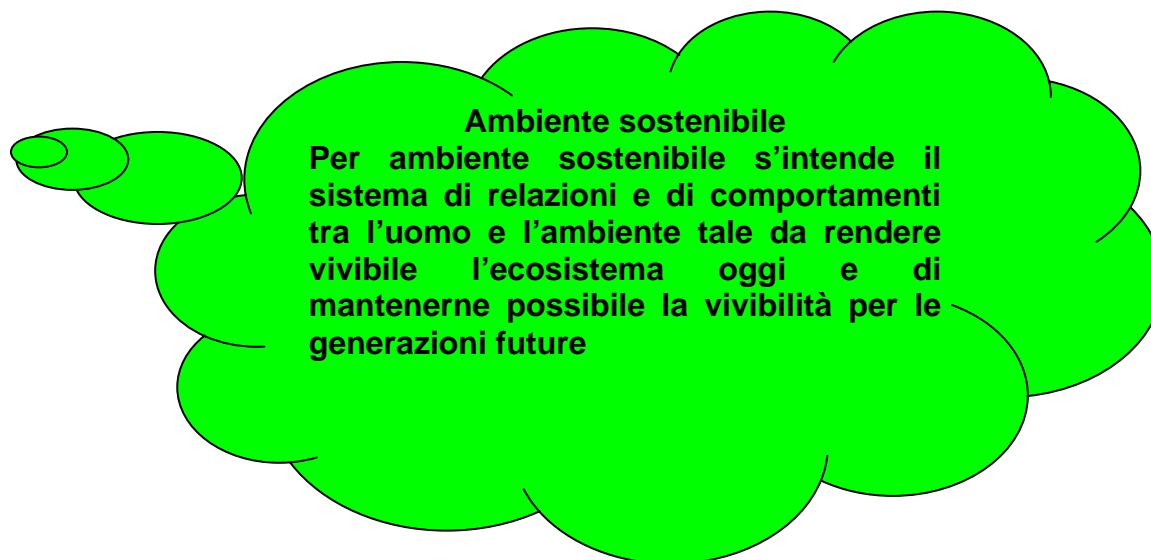 Ambiente sostenibile
Per ambiente sostenibile s’intende il
sistema di relazioni e di comportamenti
tra l’uomo e l’ambiente tale da rendere
vivibile l’ecosistema oggi e di
mantenerne possibile la vivibilità per le
generazioni future